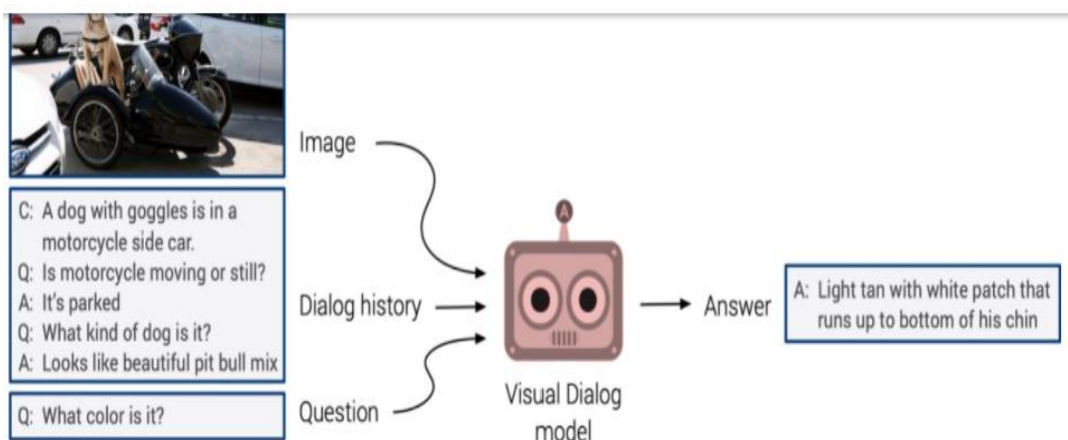 Image
C: A dog with goggles is in a
motorcycle side car.
Q: Is motorcycle moving or still?
A: It's parked
Q: What kind of dog is it?
A: Looks like beautiful pit bull mix
Dialog history
Q: What color is it?
Question
A
Visual Dialog
model
Answer
A: Light tan with white patch that
runs up to bottom of his chin